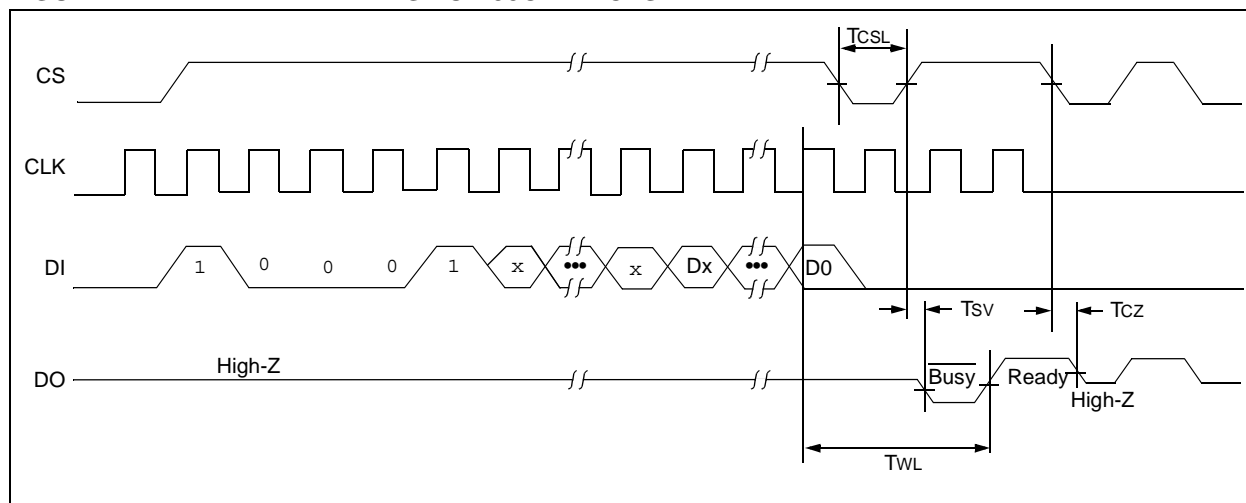 TCSL
CS
CLK
DI
1 0 0 0 1 x ••• x Dx ••• D0
TSV
TCZ
DO
High-Z
Busy
Ready
High-Z
TWL